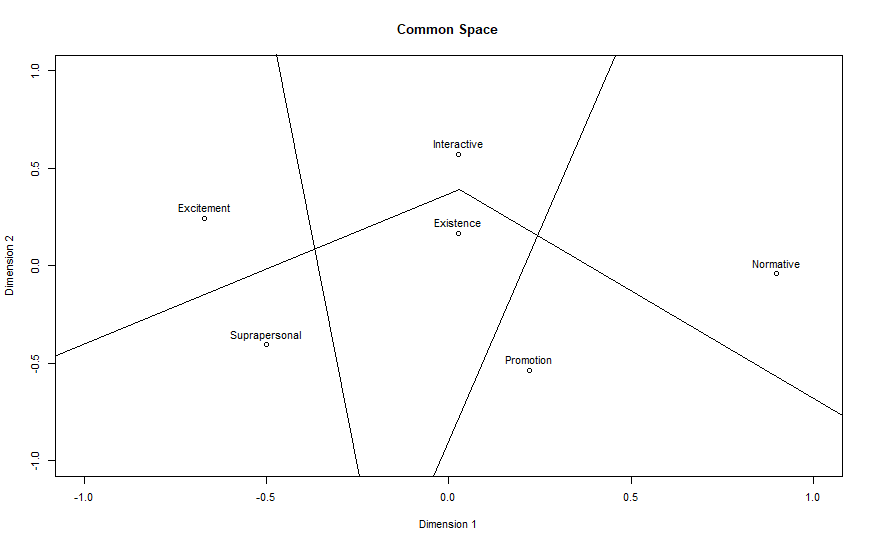 Common Space
1.0
0.5
0.0
-0.5
-1.0
Dimension 2
Interactive
Excitement
Existence
Normative
Suprapersonal
Promotion
-1.0 -0.5 0.0 0.5 1.0
Dimension 1